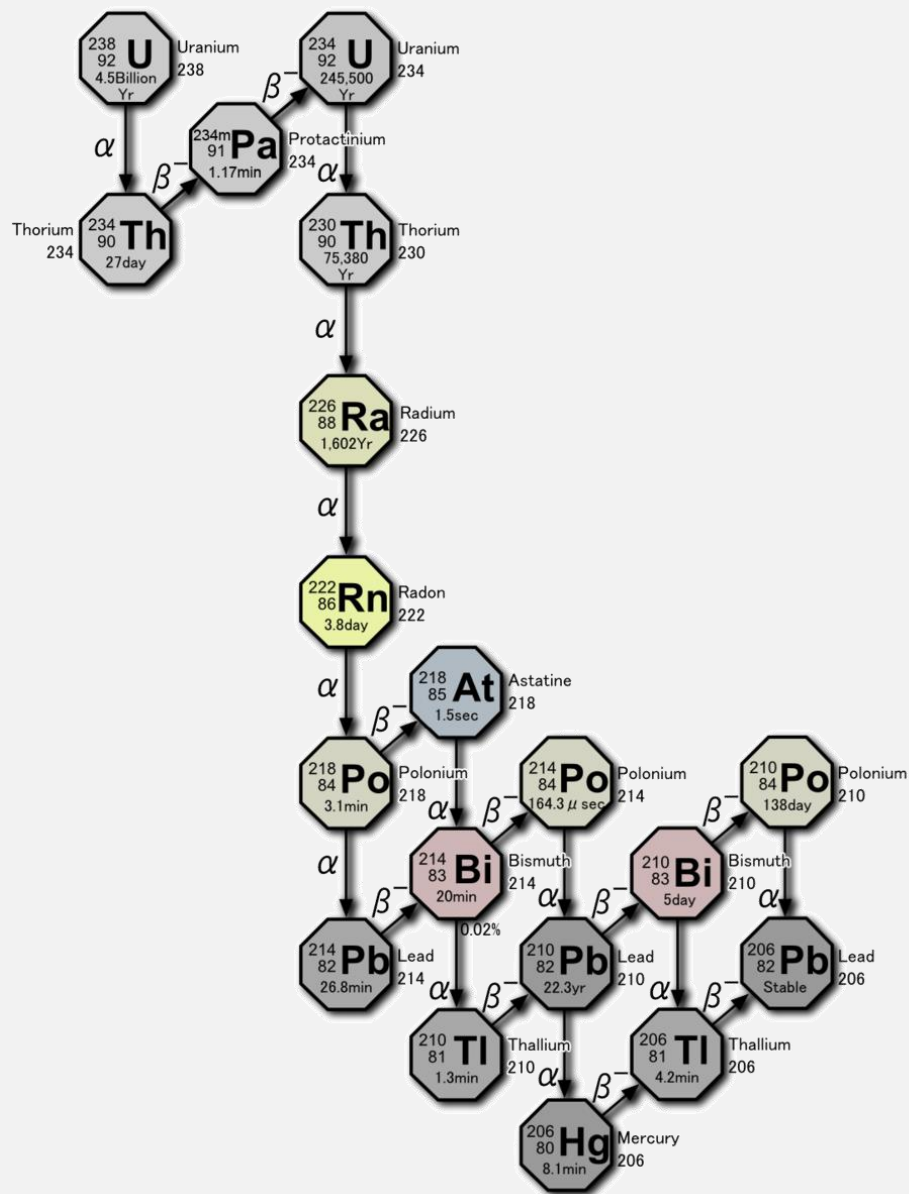 238
92 U
4.5Billion
Yr
Uranium
238
234
92 U
245,500
Yr
Uranium
234
β−
α
234m
91 Pa
1.17min
Protactinium
234
α
β−
Thorium
234
234
90 Th
27day
230
90 Th
75,380
Yr
Thorium
230
α
226
88 Ra
1,602Yr
Radium
226
α
222
86 Rn
3.8day
Radon
222
α
218
85 At
1.5sec
Astatine
218
β−
218
84 Po
3.1min
Polonium
218
α
214
84 Po
164.3 μ sec
Polonium
214
β−
210
84 Po
138day
Polonium
210
β−
α
214
83 Bi
20min
Bismuth
214
0.02%
β−
α
210
83 Bi
5day
Bismuth
210
β−
α
214
82 Pb
26.8min
Lead
214
α
210
82 Pb
22.3yr
Lead
210
β−
α
206
82 Pb
Stable
Lead
206
β−
210
81 Tl
1.3min
Thallium
210
α
206
81 Tl
4.2min
Thallium
206
β−
206
80 Hg
8.1min
Mercury
206